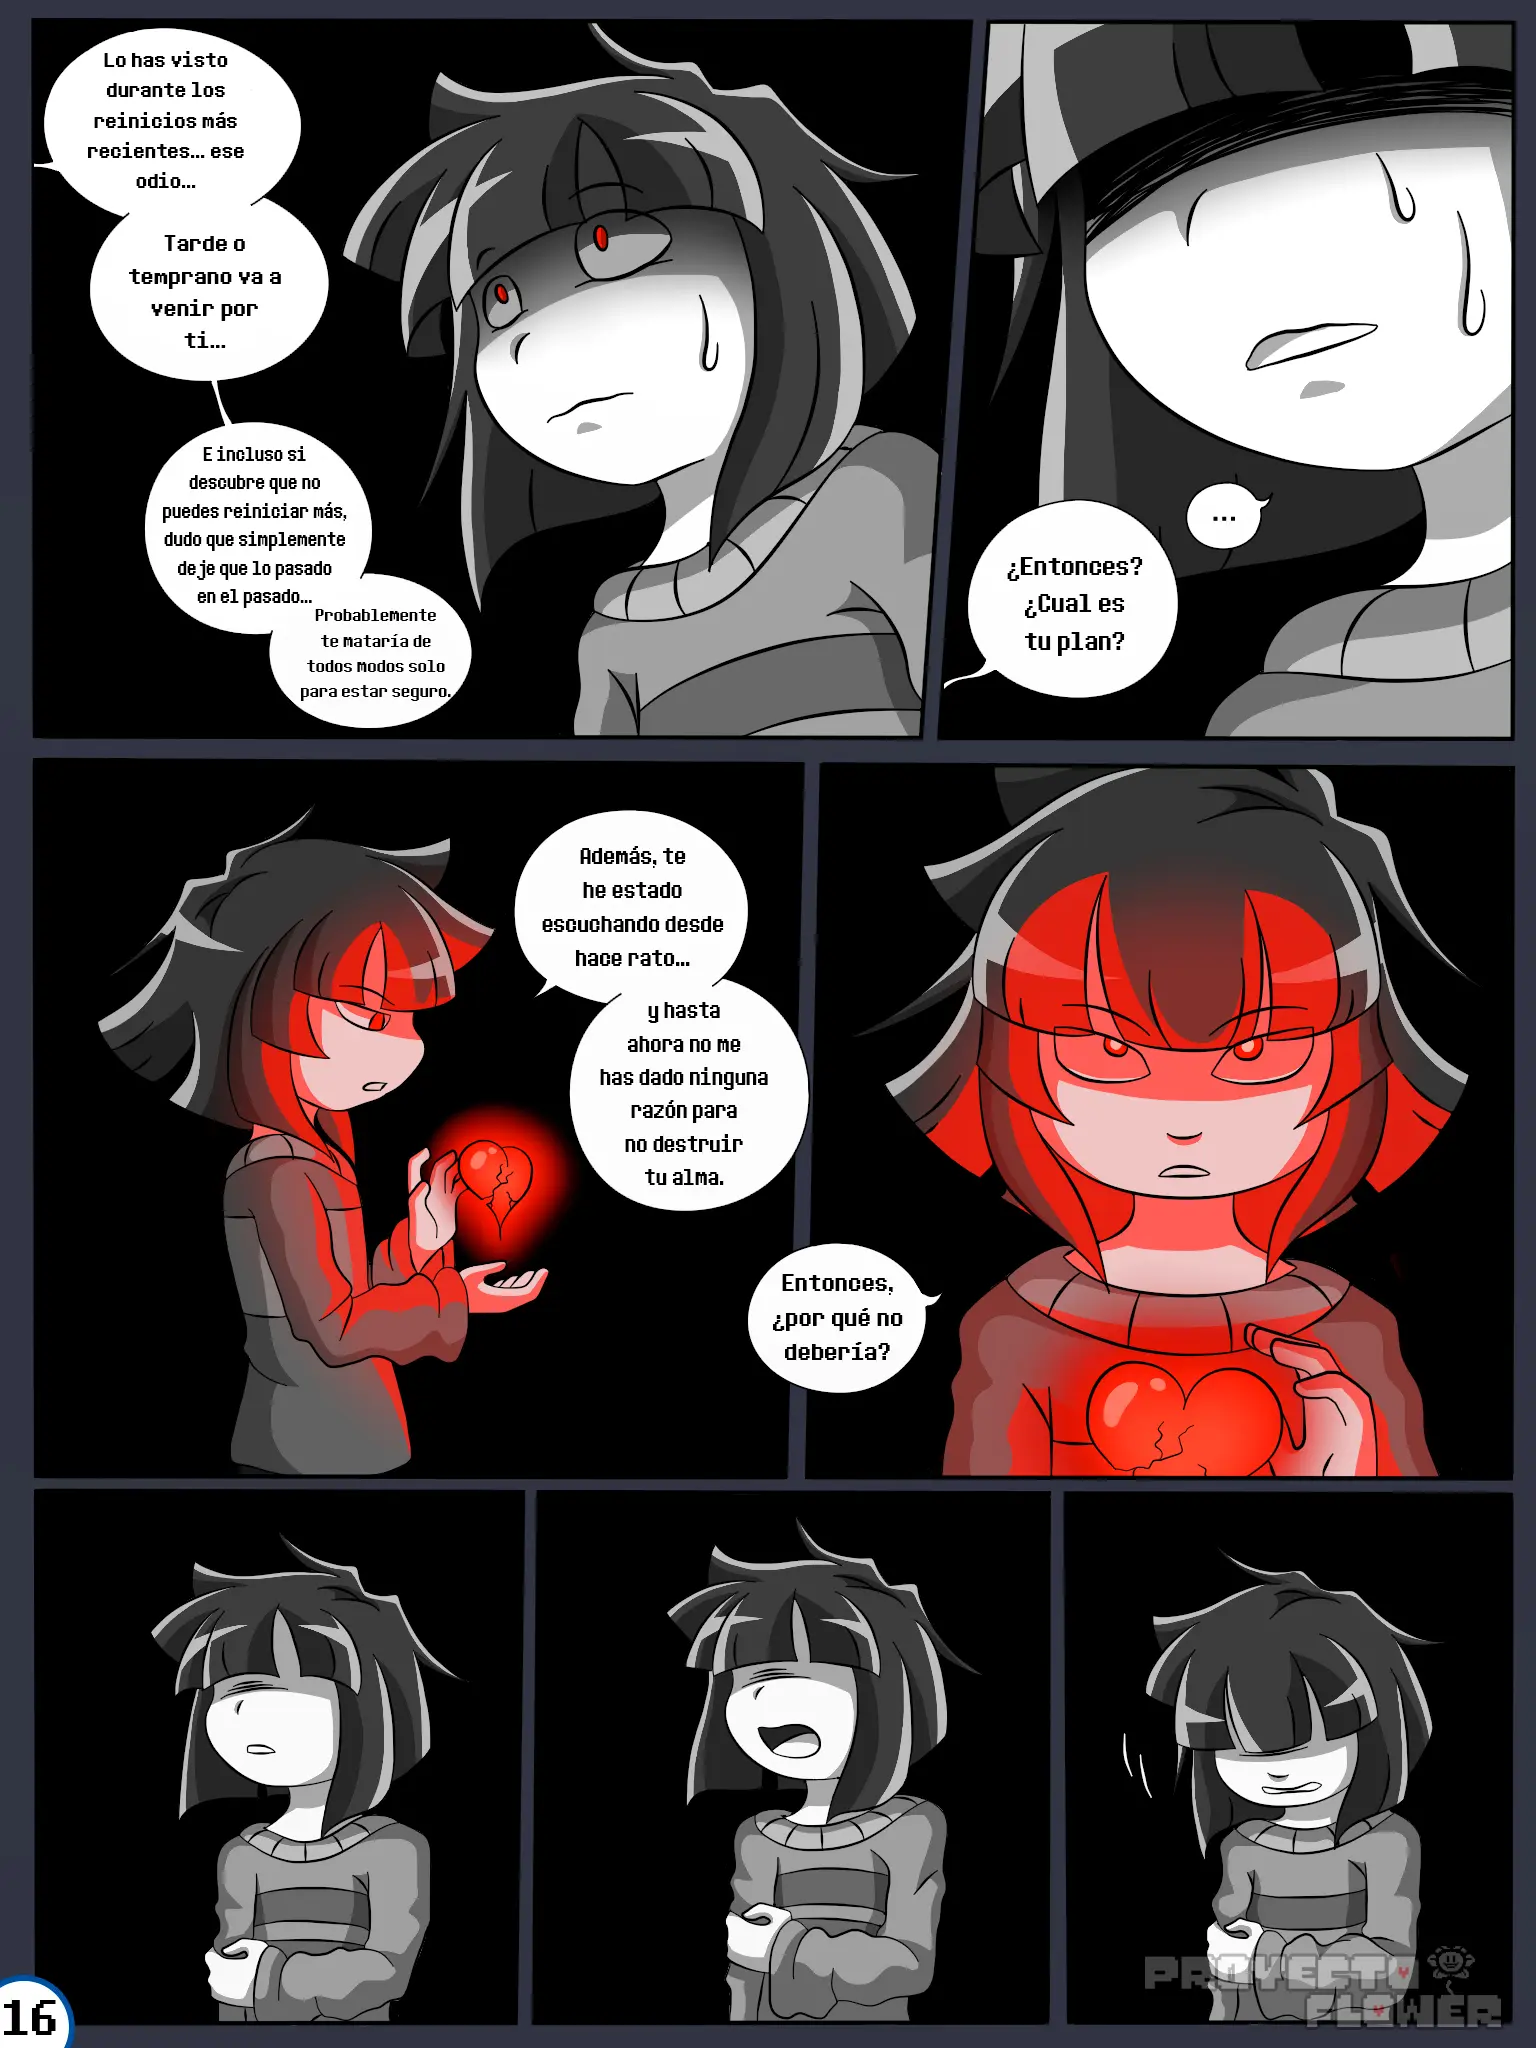 Lo has visto
durante los
reinicios más
recientes... ese
odio...
Tarde o
temprano va a
venir por
ti...
E incluso si
descubre que no
puedes reiniciar más,
dudo que simplemente
deje que lo pasado
en el pasado...
Probablemente
te mataría de
todos modos solo
para estar seguro.
...
¿Entonces?
¿Cual es
tu plan?
Además, te
he estado
escuchando desde
hace rato...
y hasta
ahora no me
has dado ninguna
razón para
no destruir
tu alma.
Entonces,
¿por qué no
debería?
16
PROYECTO
FLOWER